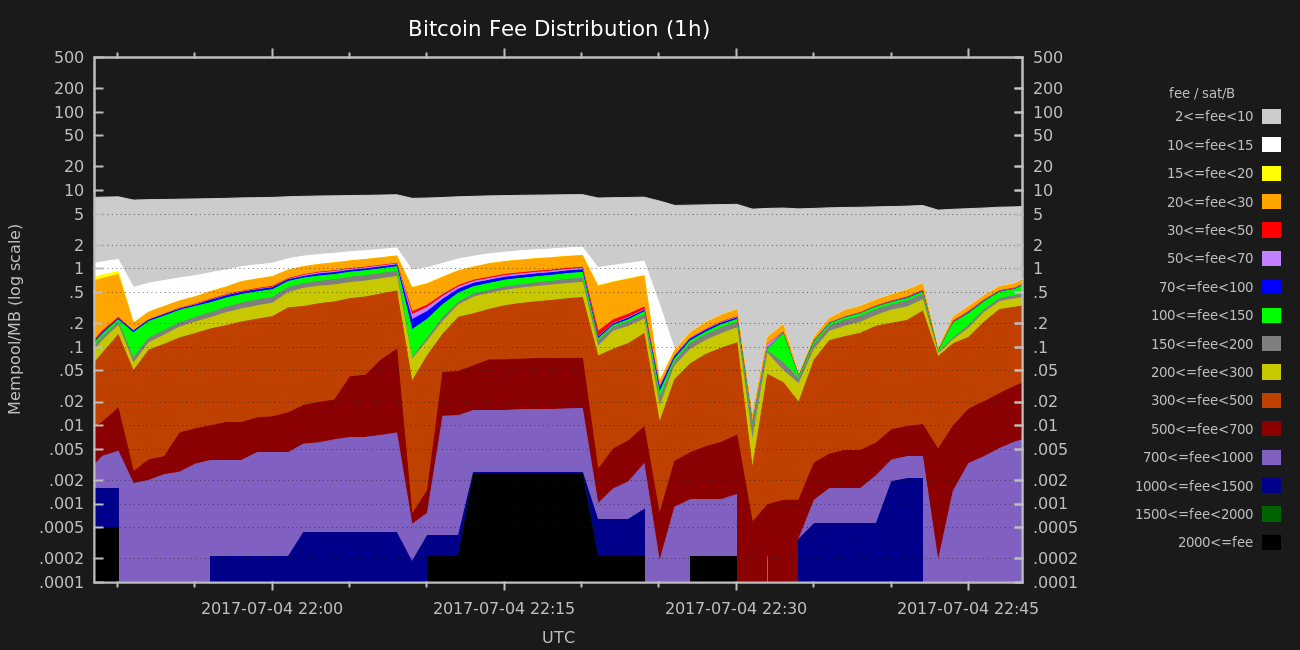 Bitcoin Fee Distribution (1h)
500 500
200 200
100 100
50 50
20 20
10 10
5 5
2 2
1 1
.5 .5
.2 .2
.1 .1
.05 .05
.02 .02
.01 .01
.005 .005
.002 .002
.001 .001
.0005 .0005
.0002 .0002
.0001 .0001
Mempool/MB (log scale)
2017-07-04 22:00 2017-07-04 22:15 2017-07-04 22:30 2017-07-04 22:45
UTC
fee / sat/B
2<=fee<10
10<=fee<15
15<=fee<20
20<=fee<30
30<=fee<50
50<=fee<70
70<=fee<100
100<=fee<150
150<=fee<200
200<=fee<300
300<=fee<500
500<=fee<700
700<=fee<1000
1000<=fee<1500
1500<=fee<2000
2000<=fee